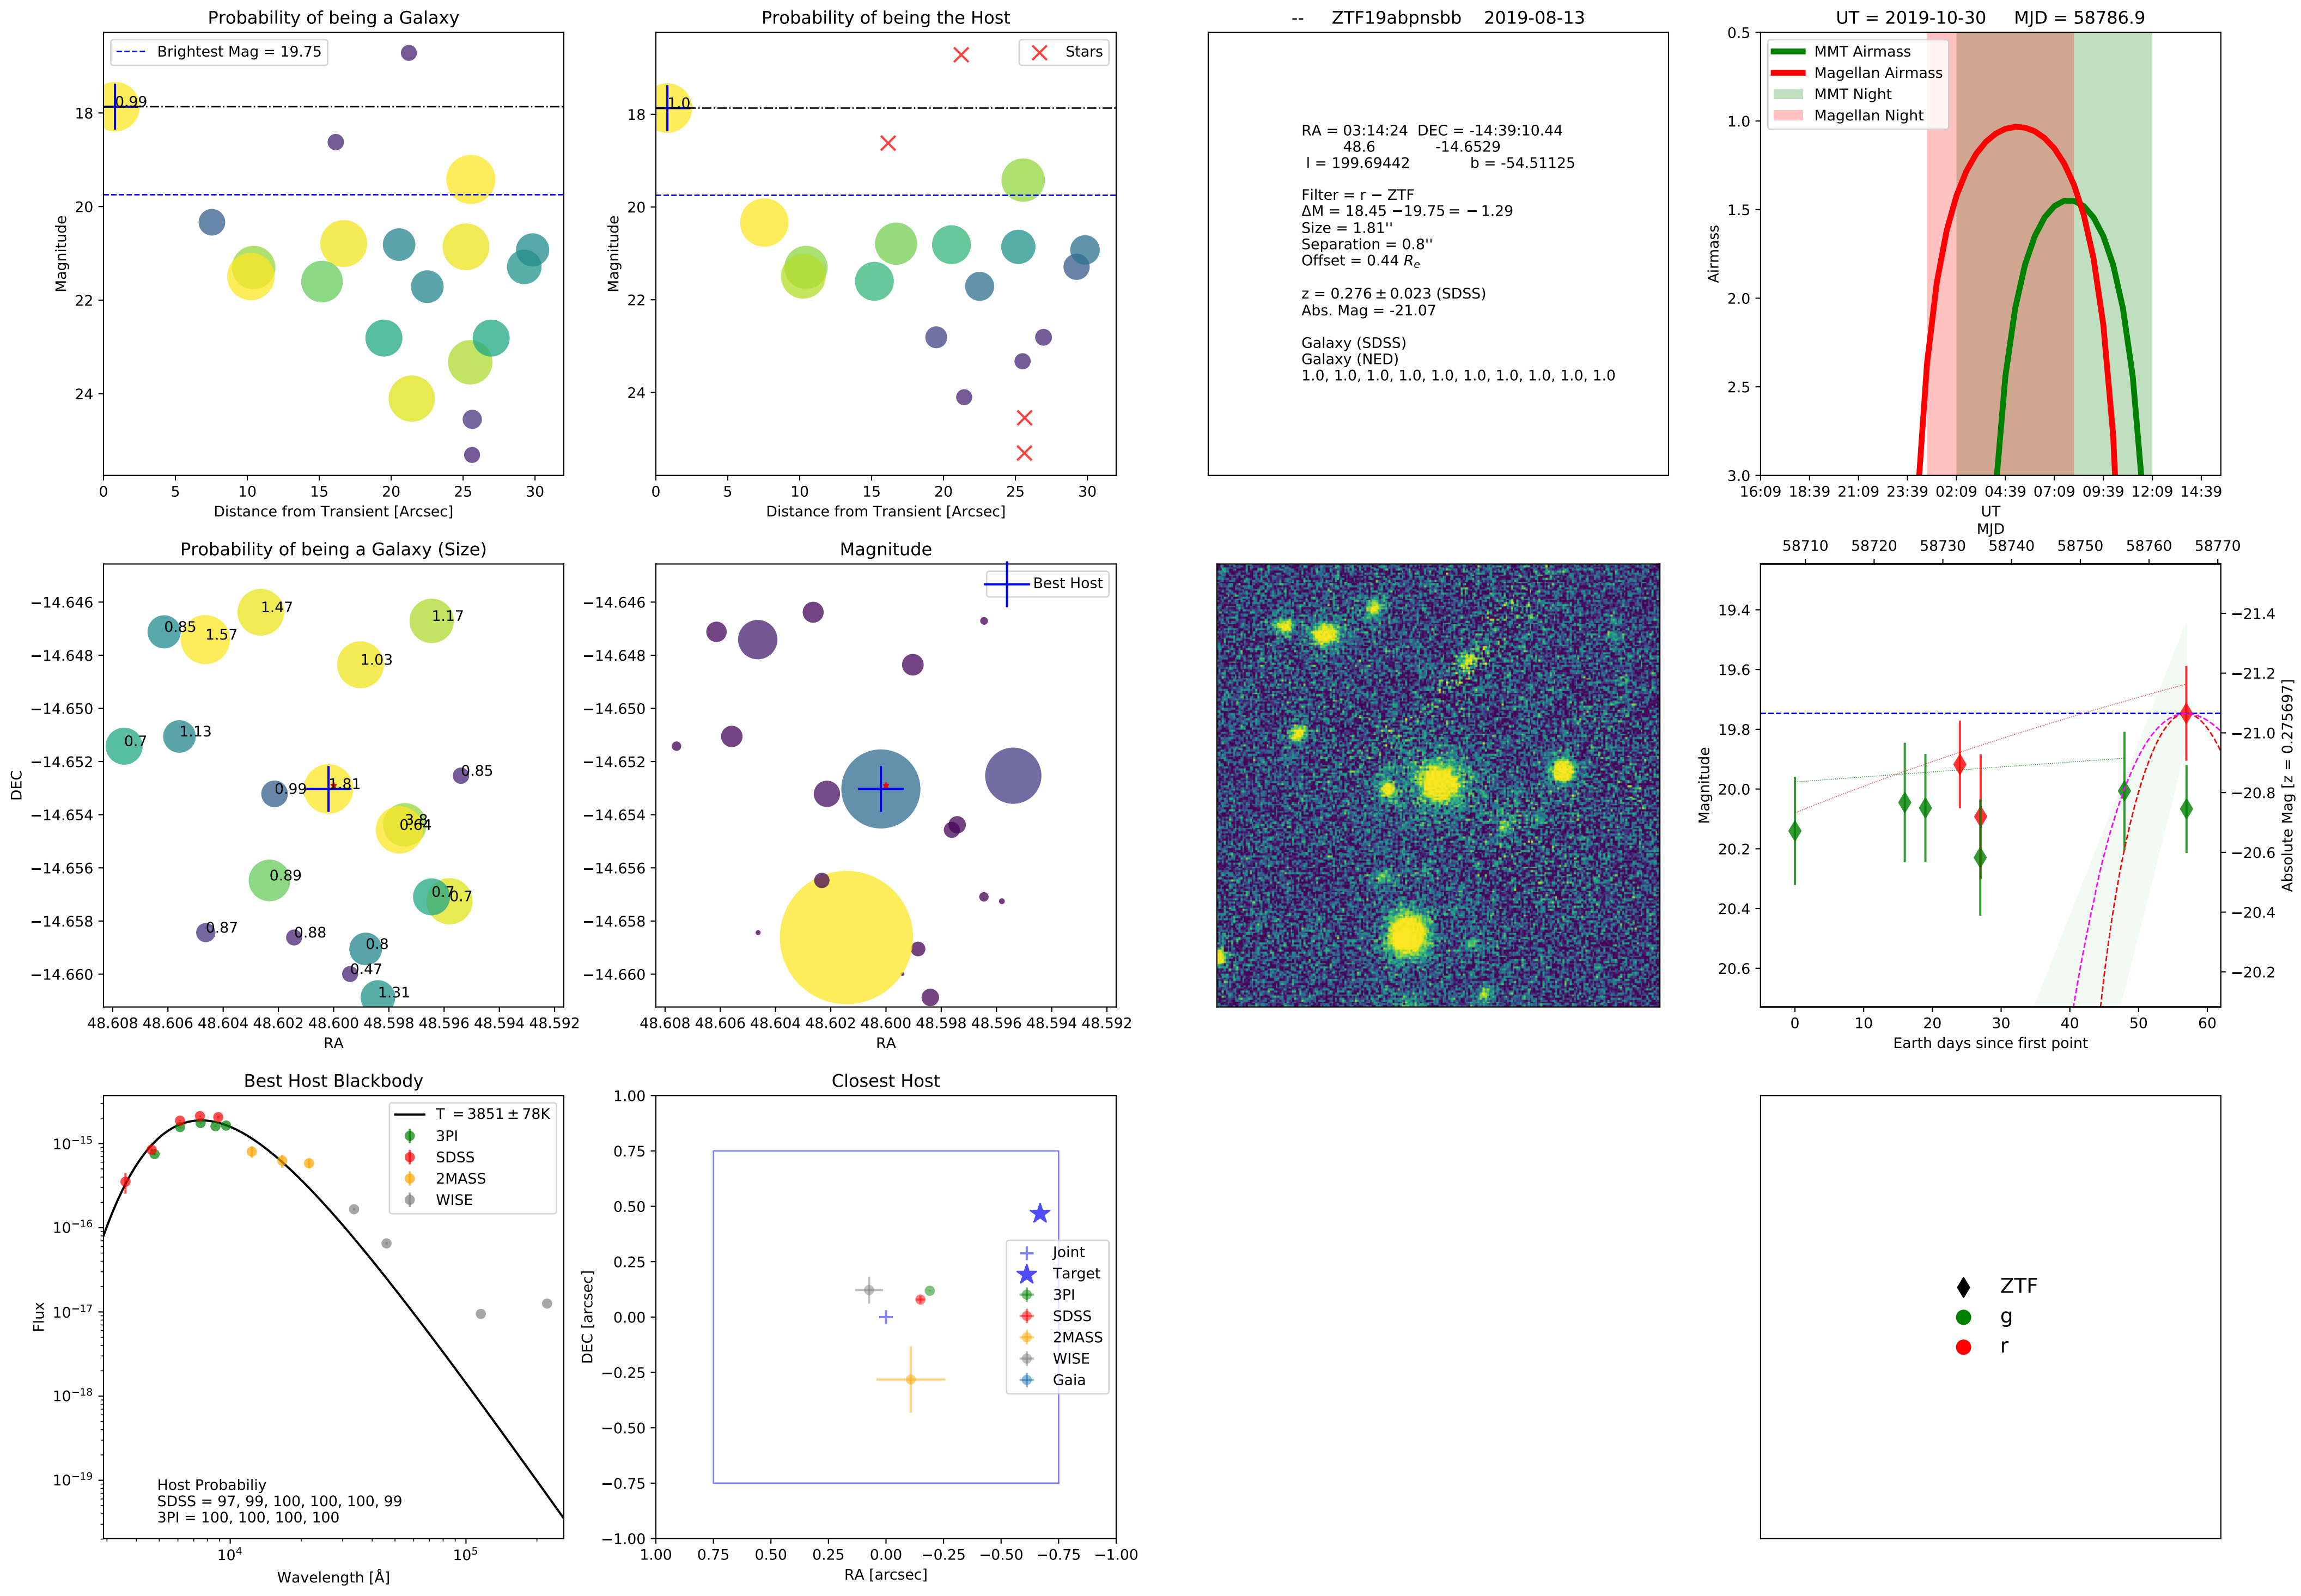 Probability of being a Galaxy
Brightest Mag = 19.75
0.99
18
20
22
24
Magnitude
0 5 10 15 20 25 30
Distance from Transient [Arcsec]
Probability of being the Host
Stars
1.0
18
20
22
24
Magnitude
0 5 10 15 20 25 30
Distance from Transient [Arcsec]
-- ZTF19abpnsbb 2019-08-13
RA = 03:14:24 DEC = -14:39:10.44
48.6 -14.6529
l = 199.69442 b = -54.51125
Filter = r − ZTF
ΔM = 18.45 −19.75 = − 1.29
Size = 1.81''
Separation = 0.8''
Offset = 0.44 Re
z = 0.276 ± 0.023 (SDSS)
Abs. Mag = -21.07
Galaxy (SDSS)
Galaxy (NED)
1.0, 1.0, 1.0, 1.0, 1.0, 1.0, 1.0, 1.0, 1.0, 1.0
UT = 2019-10-30 MJD = 58786.9
MMT Airmass
Magellan Airmass
MMT Night
Magellan Night
0.5
1.0
1.5
2.0
2.5
3.0
Airmass
16:09 18:39 21:09 23:39 02:09 04:39 07:09 09:39 12:09 14:39
UT
Probability of being a Galaxy (Size)
1.47
1.17
0.85
1.57
1.03
0.7
1.13
0.85
0.99
1.81
3.8
0.64
0.89
0.7
0.7
0.87
0.88
0.8
0.47
1.31
−14.646
−14.648
−14.650
−14.652
−14.654
−14.656
−14.658
−14.660
DEC
48.608 48.606 48.604 48.602 48.600 48.598 48.596 48.594 48.592
RA
Magnitude
Best Host
−14.646
−14.648
−14.650
−14.652
−14.654
−14.656
−14.658
−14.660
48.608 48.606 48.604 48.602 48.600 48.598 48.596 48.594 48.592
RA
MJD
58710 58720 58730 58740 58750 58760 58770
19.4
19.6
19.8
20.0
20.2
20.4
20.6
Magnitude
−21.4
−21.2
−21.0
−20.8
−20.6
−20.4
−20.2
Absolute Mag [z = 0.275697]
0 10 20 30 40 50 60
Earth days since first point
Best Host Blackbody
T = 3851 ± 78K
3PI
SDSS
2MASS
WISE
10−15
10−16
10−17
10−18
10−19
Flux
Host Probabiliy
SDSS = 97, 99, 100, 100, 100, 99
3PI = 100, 100, 100, 100
104 105
Wavelength [Å]
Closest Host
Joint
Target
3PI
SDSS
2MASS
WISE
Gaia
1.00
0.75
0.50
0.25
0.00
−0.25
−0.50
−0.75
−1.00
DEC [arcsec]
1.00 0.75 0.50 0.25 0.00 −0.25 −0.50 −0.75 −1.00
RA [arcsec]
ZTF
g
r